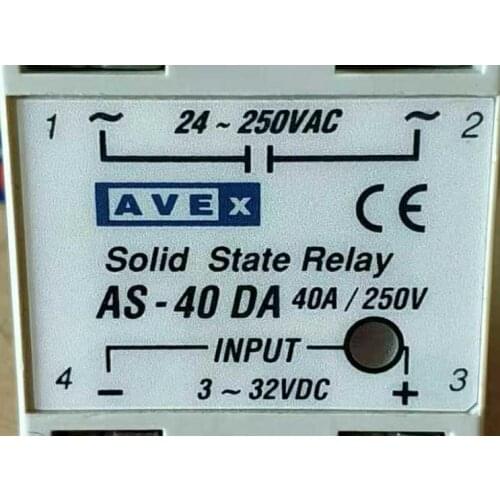 1 ~ 24 ~ 250VAC ~ 2
AVEX
CE
Solid State Relay
AS - 40 DA 40A / 250V
INPUT
4 - 3 ~ 32VDC + 3